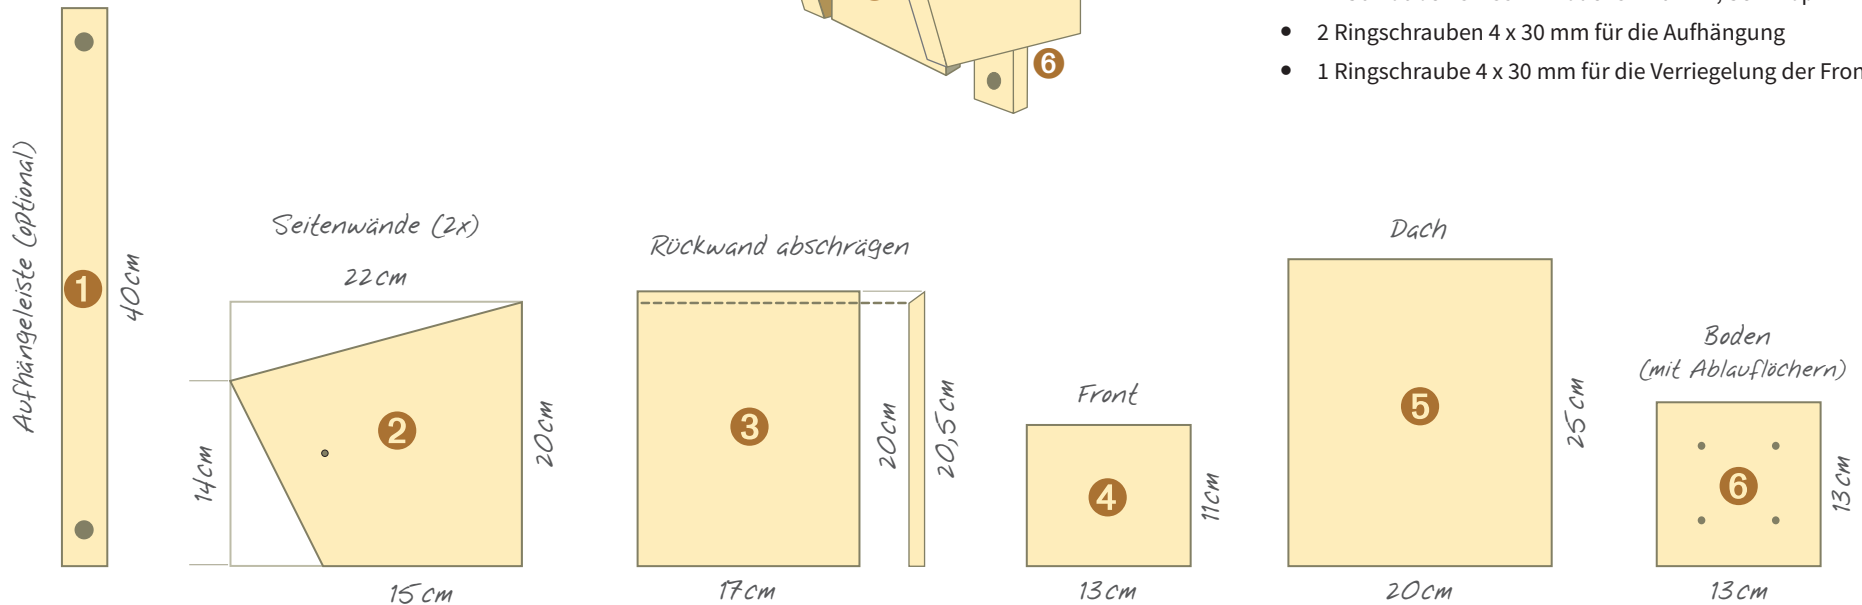 6
● 2 Ringschrauben 4 x 30 mm für die Aufhängung
● 1 Ringschraube 4 x 30 mm für die Verriegelung der Fron
Aufhängeleiste (optional)
1
40cm
Seitenwände (2x)
22cm
14cm
2
20cm
15cm
Rückwand abschrägen
3
20cm
20,5cm
17cm
Front
4
11cm
13cm
Dach
5
25cm
20cm
Boden
(mit Ablauflöchern)
6
13cm
13cm